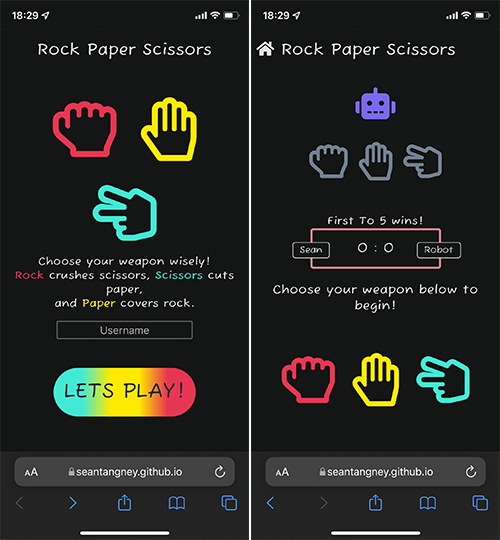 18:29
Rock Paper Scissors
Choose your weapon wisely!
Rock crushes scissors, Scissors cuts
paper,
and Paper covers rock.
Username
LETS PLAY!
AA seantangney.github.io
18:29
Rock Paper Scissors
First To 5 wins!
Sean 0 : 0 Robot
Choose your weapon below to
begin!
AA seantangney.github.io